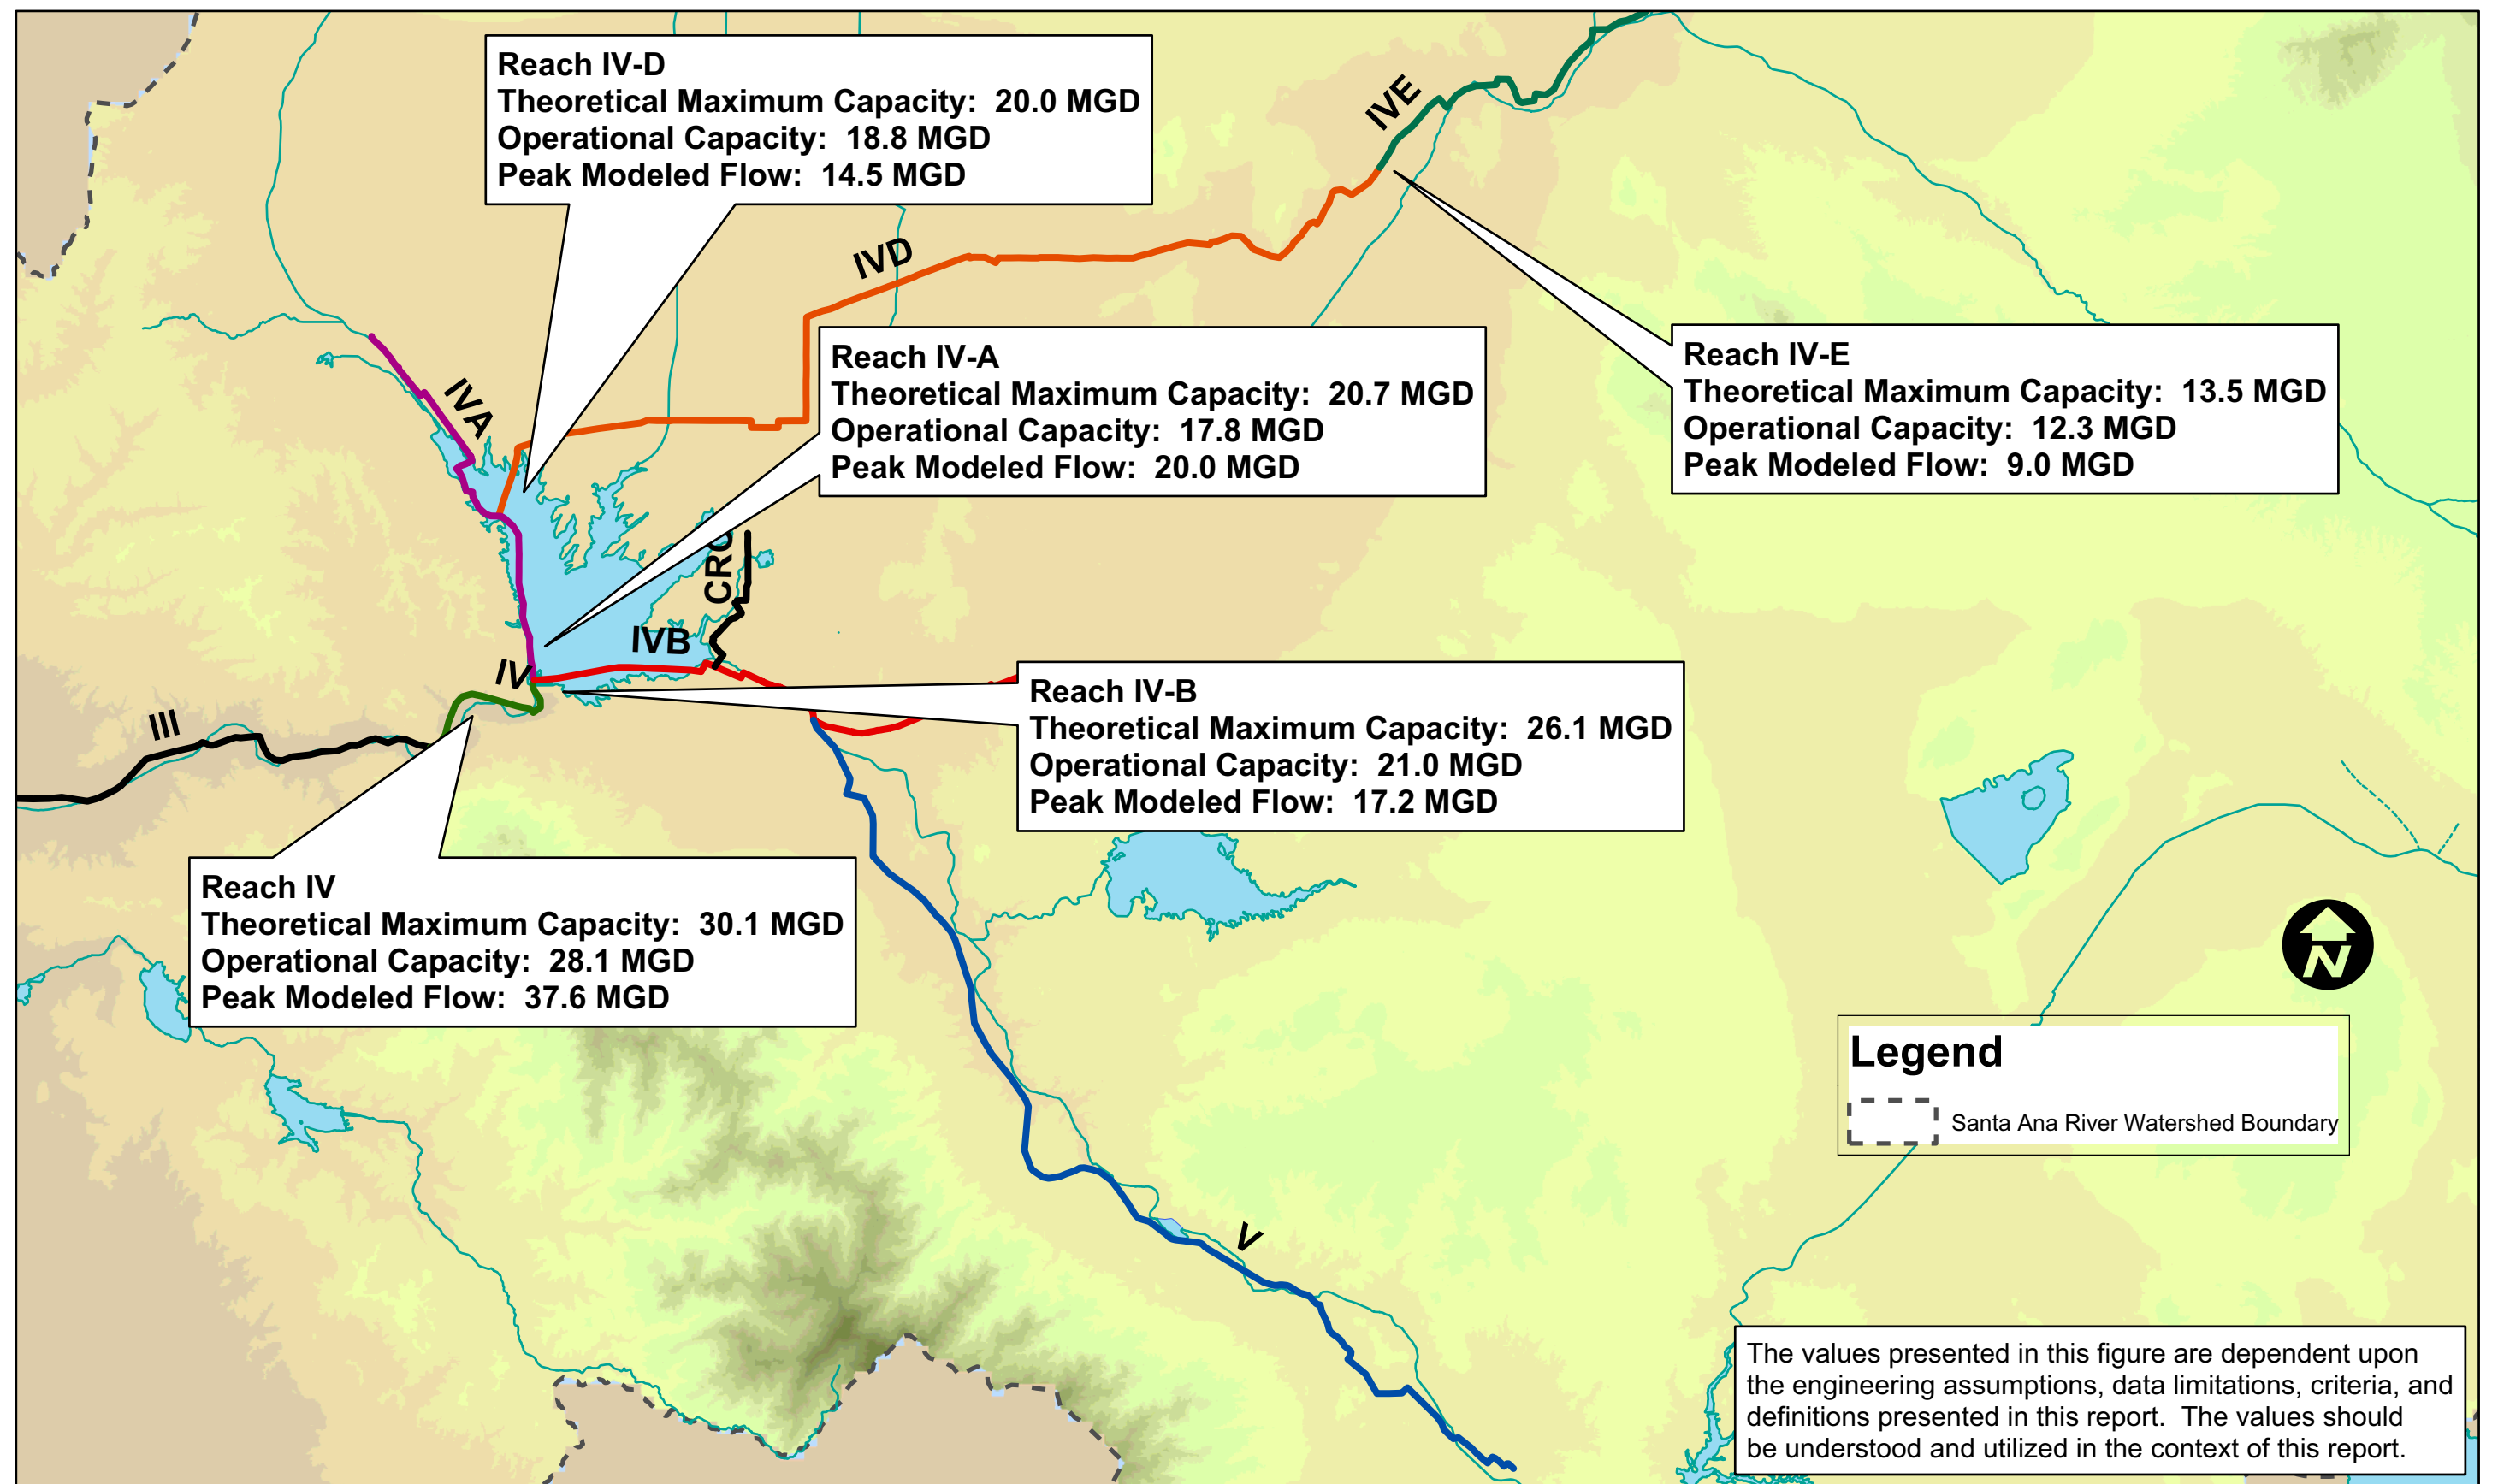 Reach IV-D
Theoretical Maximum Capacity: 20.0 MGD
Operational Capacity: 18.8 MGD
Peak Modeled Flow: 14.5 MGD
IVE
IVD
Reach IV-A
Theoretical Maximum Capacity: 20.7 MGD
Operational Capacity: 17.8 MGD
Peak Modeled Flow: 20.0 MGD
Reach IV-E
Theoretical Maximum Capacity: 13.5 MGD
Operational Capacity: 12.3 MGD
Peak Modeled Flow: 9.0 MGD
IVA
IVB
IV
III
Reach IV-B
Theoretical Maximum Capacity: 26.1 MGD
Operational Capacity: 21.0 MGD
Peak Modeled Flow: 17.2 MGD
Reach IV
Theoretical Maximum Capacity: 30.1 MGD
Operational Capacity: 28.1 MGD
Peak Modeled Flow: 37.6 MGD
N
Legend
Santa Ana River Watershed Boundary
V
The values presented in this figure are dependent upon
the engineering assumptions, data limitations, criteria, and
definitions presented in this report. The values should
be understood and utilized in the context of this report.